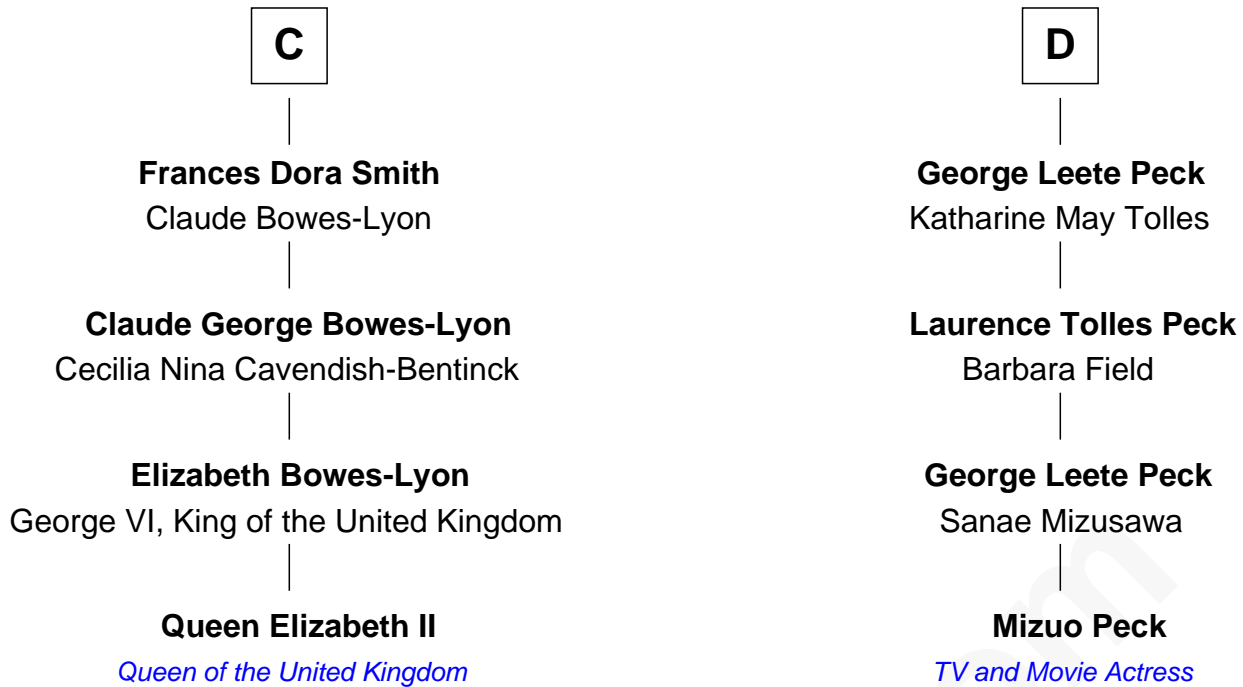 C
Frances Dora Smith
Claude Bowes-Lyon
Claude George Bowes-Lyon
Cecilia Nina Cavendish-Bentinck
Elizabeth Bowes-Lyon
George VI, King of the United Kingdom
Queen Elizabeth II
Queen of the United Kingdom
D
George Leete Peck
Katharine May Tolles
Laurence Tolles Peck
Barbara Field
George Leete Peck
Sanae Mizusawa
Mizuo Peck
TV and Movie Actress